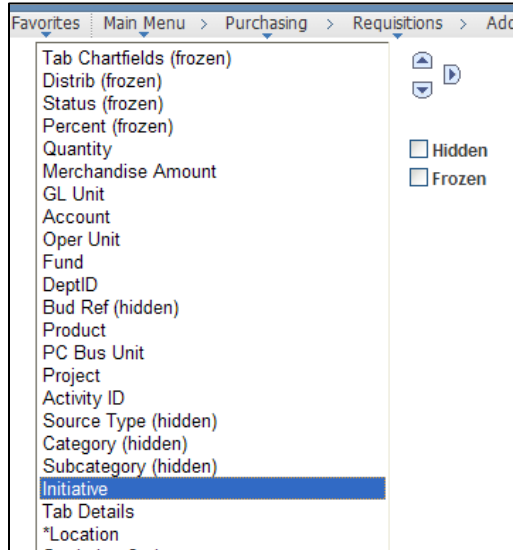 Favorites Main Menu > Purchasing > Requisitions >
Tab Chartfields (frozen)
Distrib (frozen)
Status (frozen)
Percent (frozen)
Quantity
Merchandise Amount
GL Unit
Account
Oper Unit
Fund
DeptID
Bud Ref (hidden)
Product
PC Bus Unit
Project
Activity ID
Source Type (hidden)
Category (hidden)
Subcategory (hidden)
Initiative
Tab Details
*Location
Hidden
Frozen